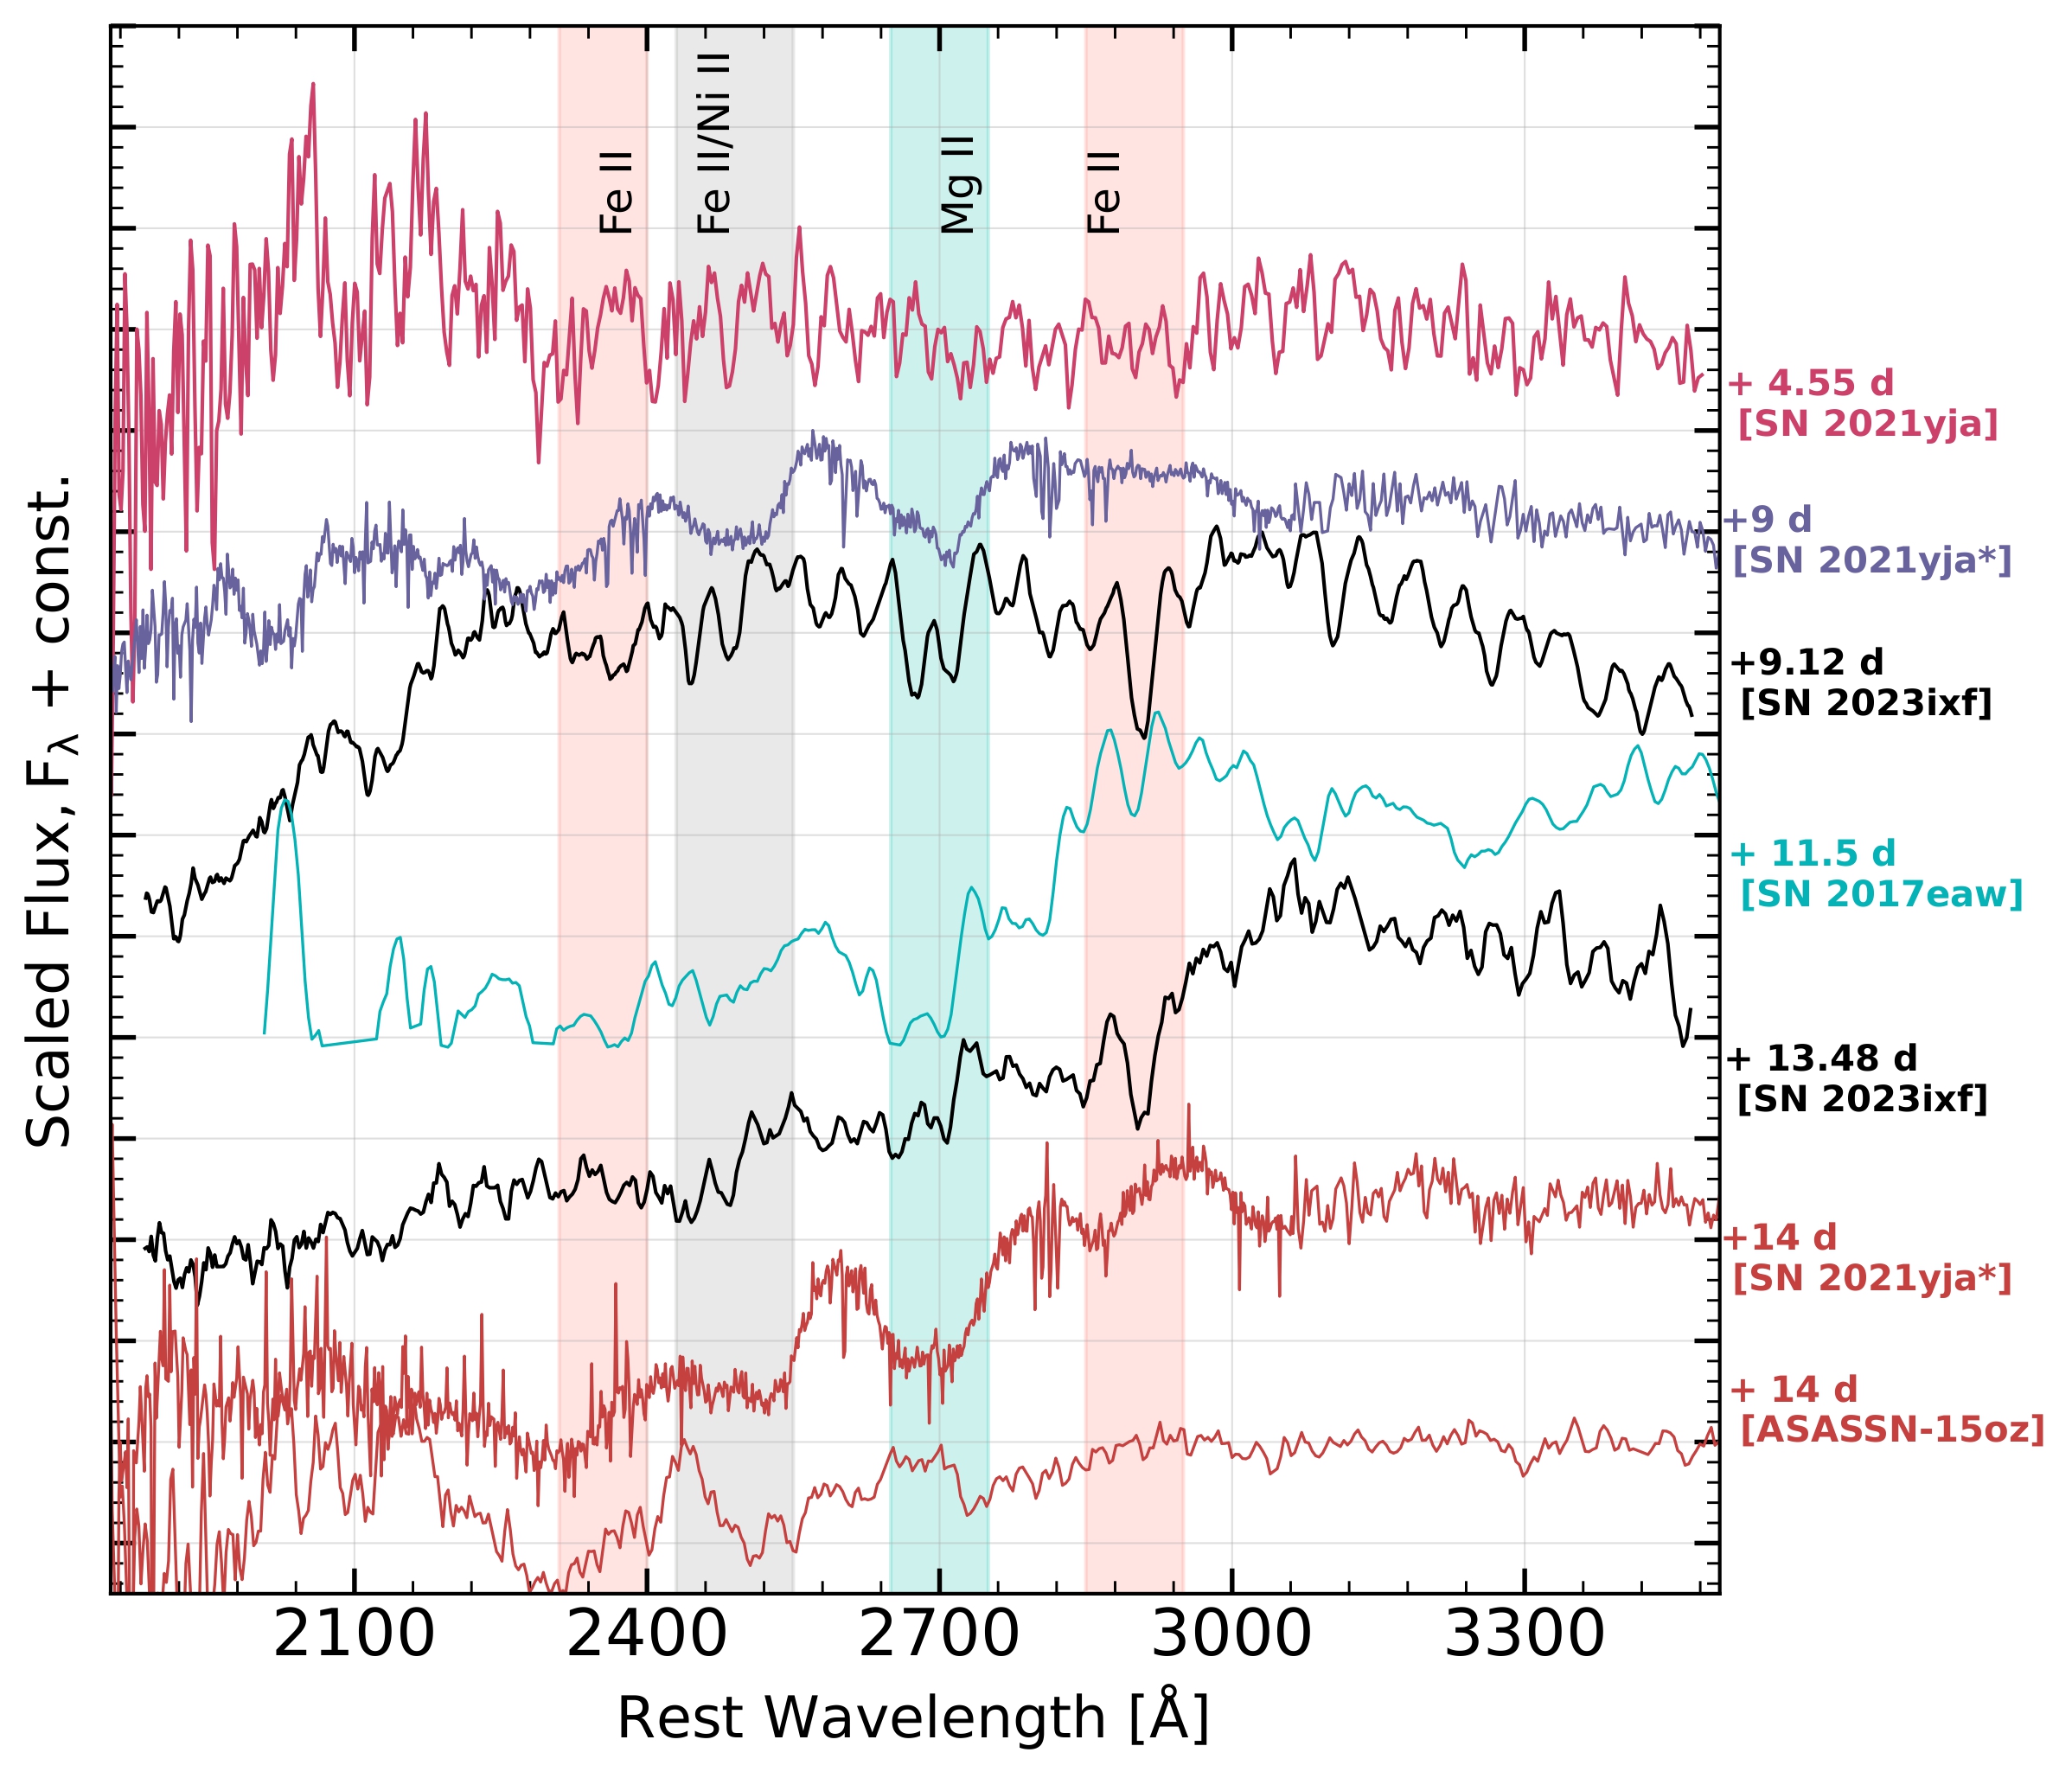 Fe II
Fe II/Ni II
Mg II
Fe II
Scaled Flux, Fλ + const.
+ 4.55 d
[SN 2021yja]
+9 d
[SN 2021yja*]
+9.12 d
[SN 2023ixf]
+ 11.5 d
[SN 2017eaw]
+ 13.48 d
[SN 2023ixf]
+14 d
[SN 2021yja*]
+ 14 d
[ASASSN-15oz]
2100 2400 2700 3000 3300
Rest Wavelength [Å]